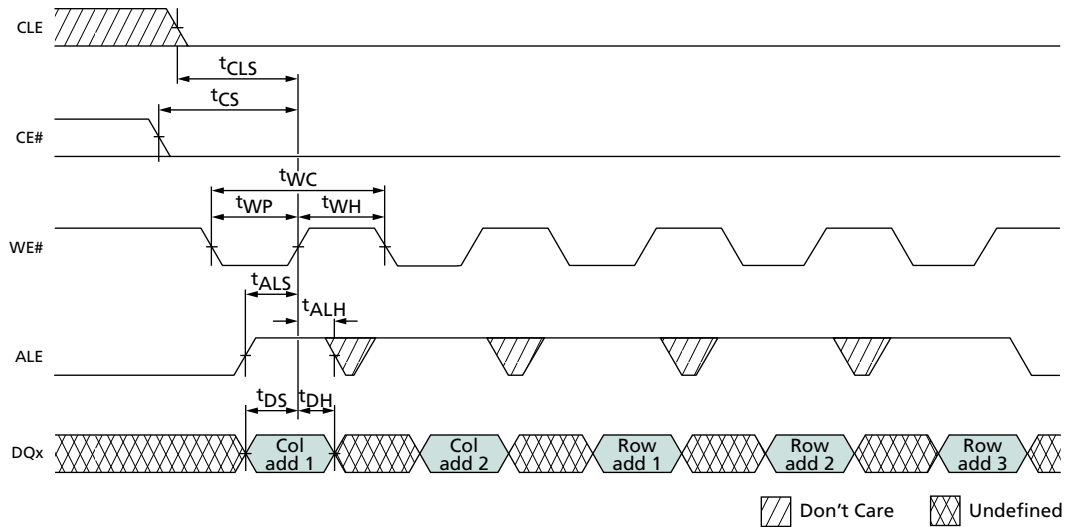 CLE
tCLS
tCS
CE#
tWC
tWP
tWH
WE#
tALS
tALH
ALE
tDS
tDH
DQx
Col
add 1
Col
add 2
Row
add 1
Row
add 2
Row
add 3
Don't Care
Undefined